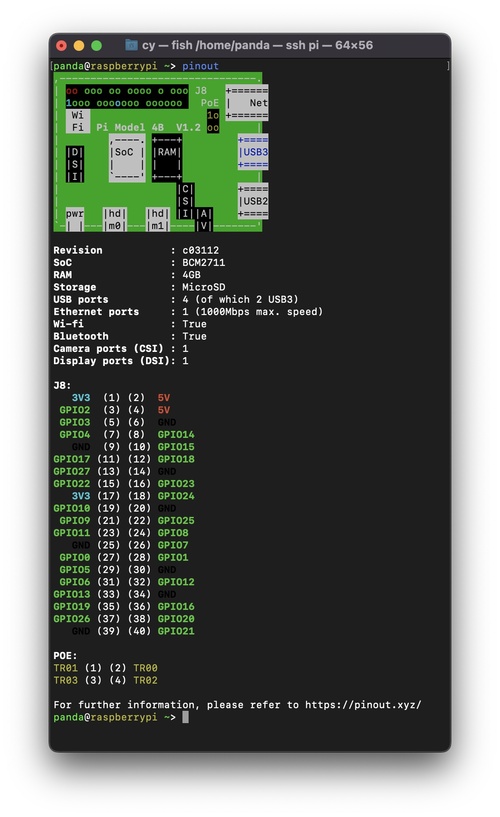 cy — fish /home/panda — ssh pi — 64×56
panda@raspberrypi ~> pinout
,--------------------------------.
| oo ooo oo ooo oooo o ooo J8   +======
| 1ooo oooooooo oooooo  PoE     |   Net
  Wi                    1o      +======
  Fi  Pi Model 4B  V1.2 oo
        ,----. +---+            +====
 |D|    |SoC | |RAM|            |USB3
 |S|    |    | |   |            +====
 |I|    `----' +---+
                   |C|          +====
                   |S|          |USB2
 pwr   |hd|   |hd| |I||A|       +====
 | |---|m0|---|m1|----|V|-------'
Revision           : c03112
SoC                : BCM2711
RAM                : 4GB
Storage            : MicroSD
USB ports          : 4 (of which 2 USB3)
Ethernet ports     : 1 (1000Mbps max. speed)
Wi-fi              : True
Bluetooth          : True
Camera ports (CSI) : 1
Display ports (DSI): 1
J8:
   3V3  (1) (2)  5V
 GPIO2  (3) (4)  5V
 GPIO3  (5) (6)  GND
 GPIO4  (7) (8)  GPIO14
   GND  (9) (10) GPIO15
GPIO17 (11) (12) GPIO18
GPIO27 (13) (14) GND
GPIO22 (15) (16) GPIO23
   3V3 (17) (18) GPIO24
GPIO10 (19) (20) GND
 GPIO9 (21) (22) GPIO25
GPIO11 (23) (24) GPIO8
   GND (25) (26) GPIO7
 GPIO0 (27) (28) GPIO1
 GPIO5 (29) (30) GND
 GPIO6 (31) (32) GPIO12
GPIO13 (33) (34) GND
GPIO19 (35) (36) GPIO16
GPIO26 (37) (38) GPIO20
   GND (39) (40) GPIO21
POE:
TR01 (1) (2) TR00
TR03 (3) (4) TR02
For further information, please refer to https://pinout.xyz/
panda@raspberrypi ~>